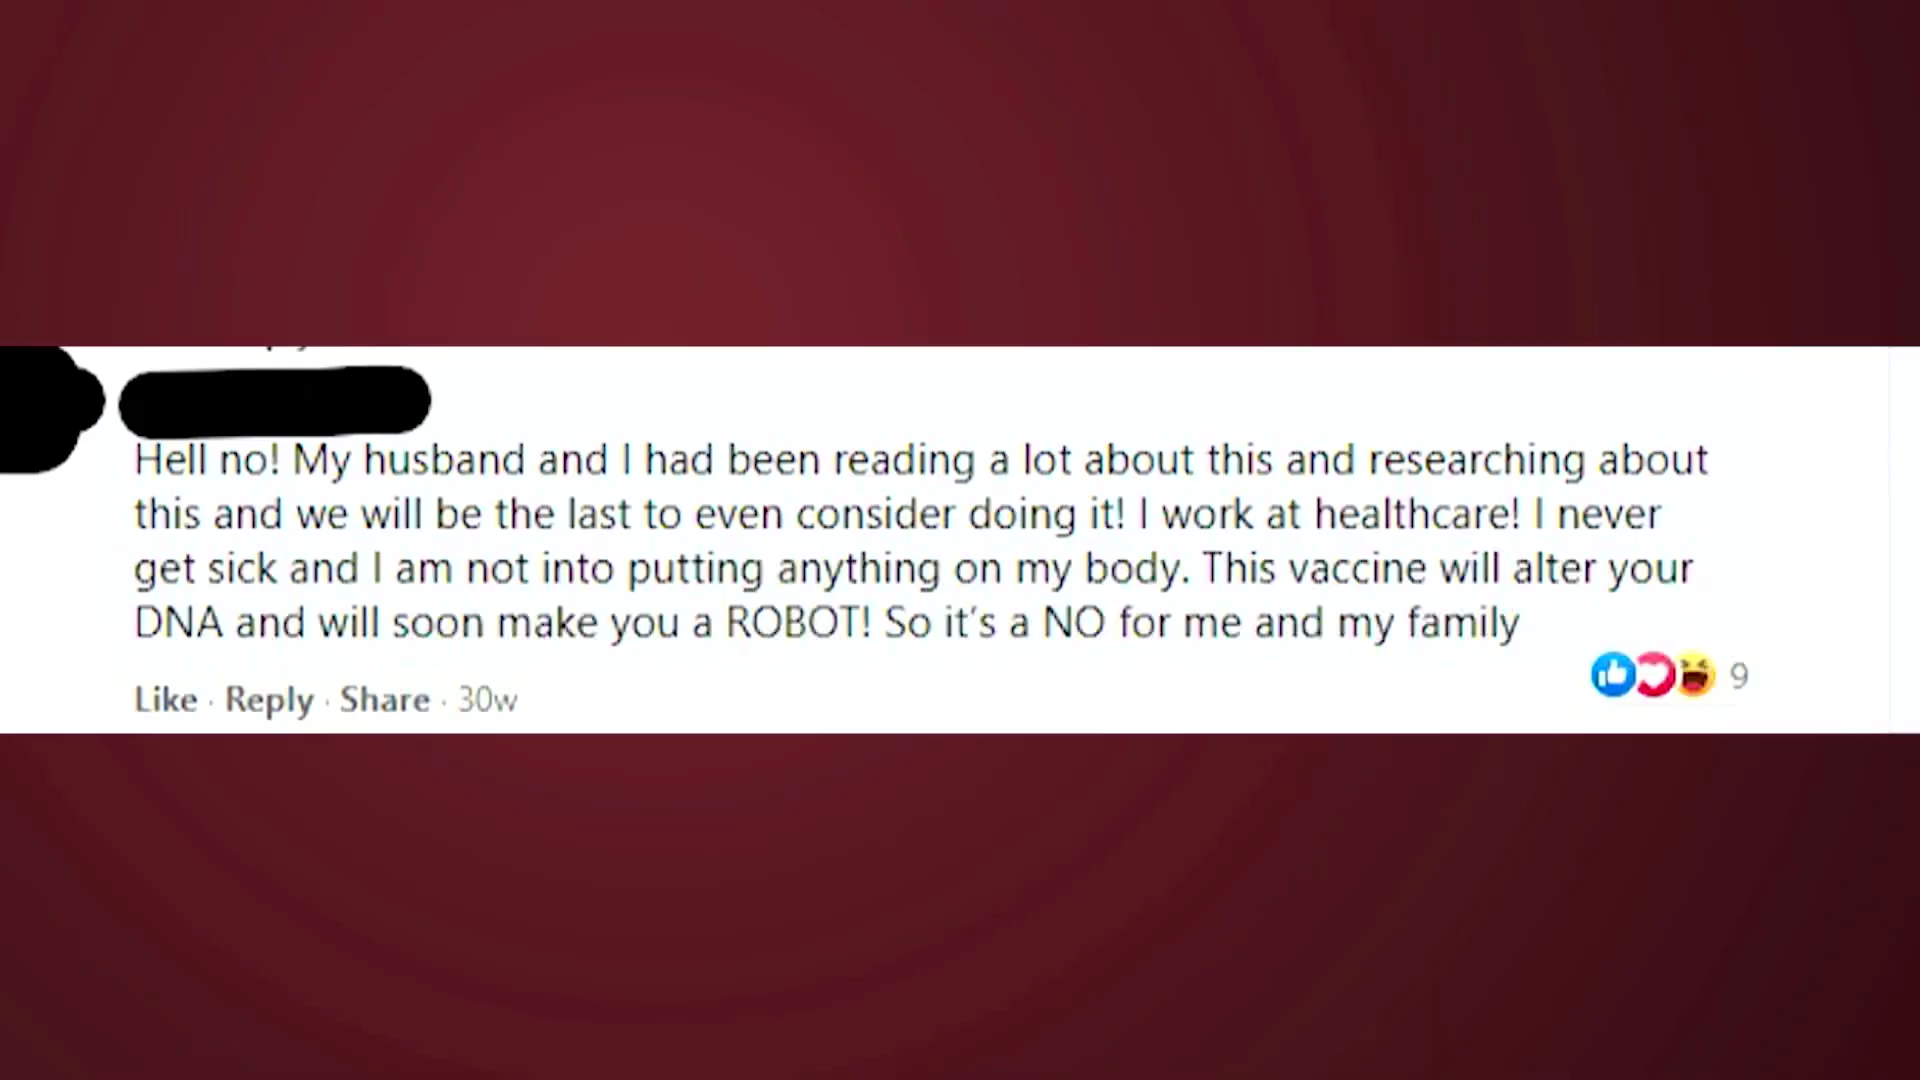 Hell no! My husband and I had been reading a lot about this and researching about
this and we will be the last to even consider doing it! I work at healthcare! I never
get sick and I am not into putting anything on my body. This vaccine will alter your
DNA and will soon make you a ROBOT! So it's a NO for me and my family
Like · Reply · Share · 30w
9